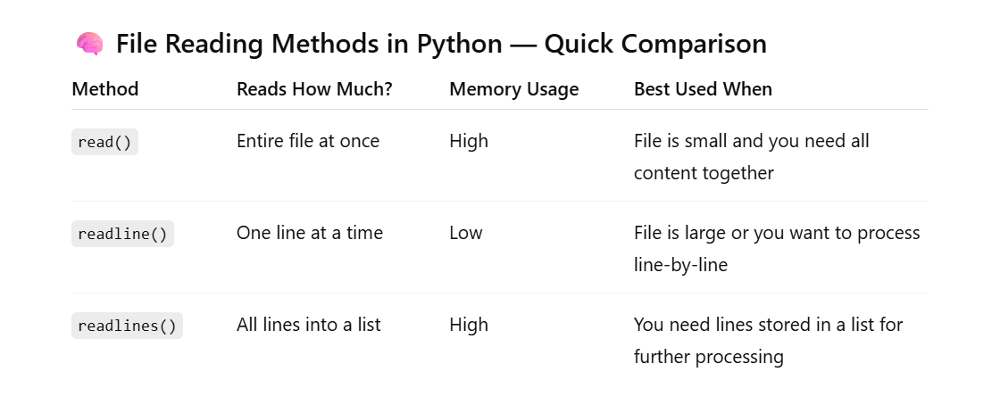 🧠 File Reading Methods in Python — Quick Comparison
Method Reads How Much? Memory Usage Best Used When
read() Entire file at once High File is small and you need all
content together
readline() One line at a time Low File is large or you want to process
line-by-line
readlines() All lines into a list High You need lines stored in a list for
further processing